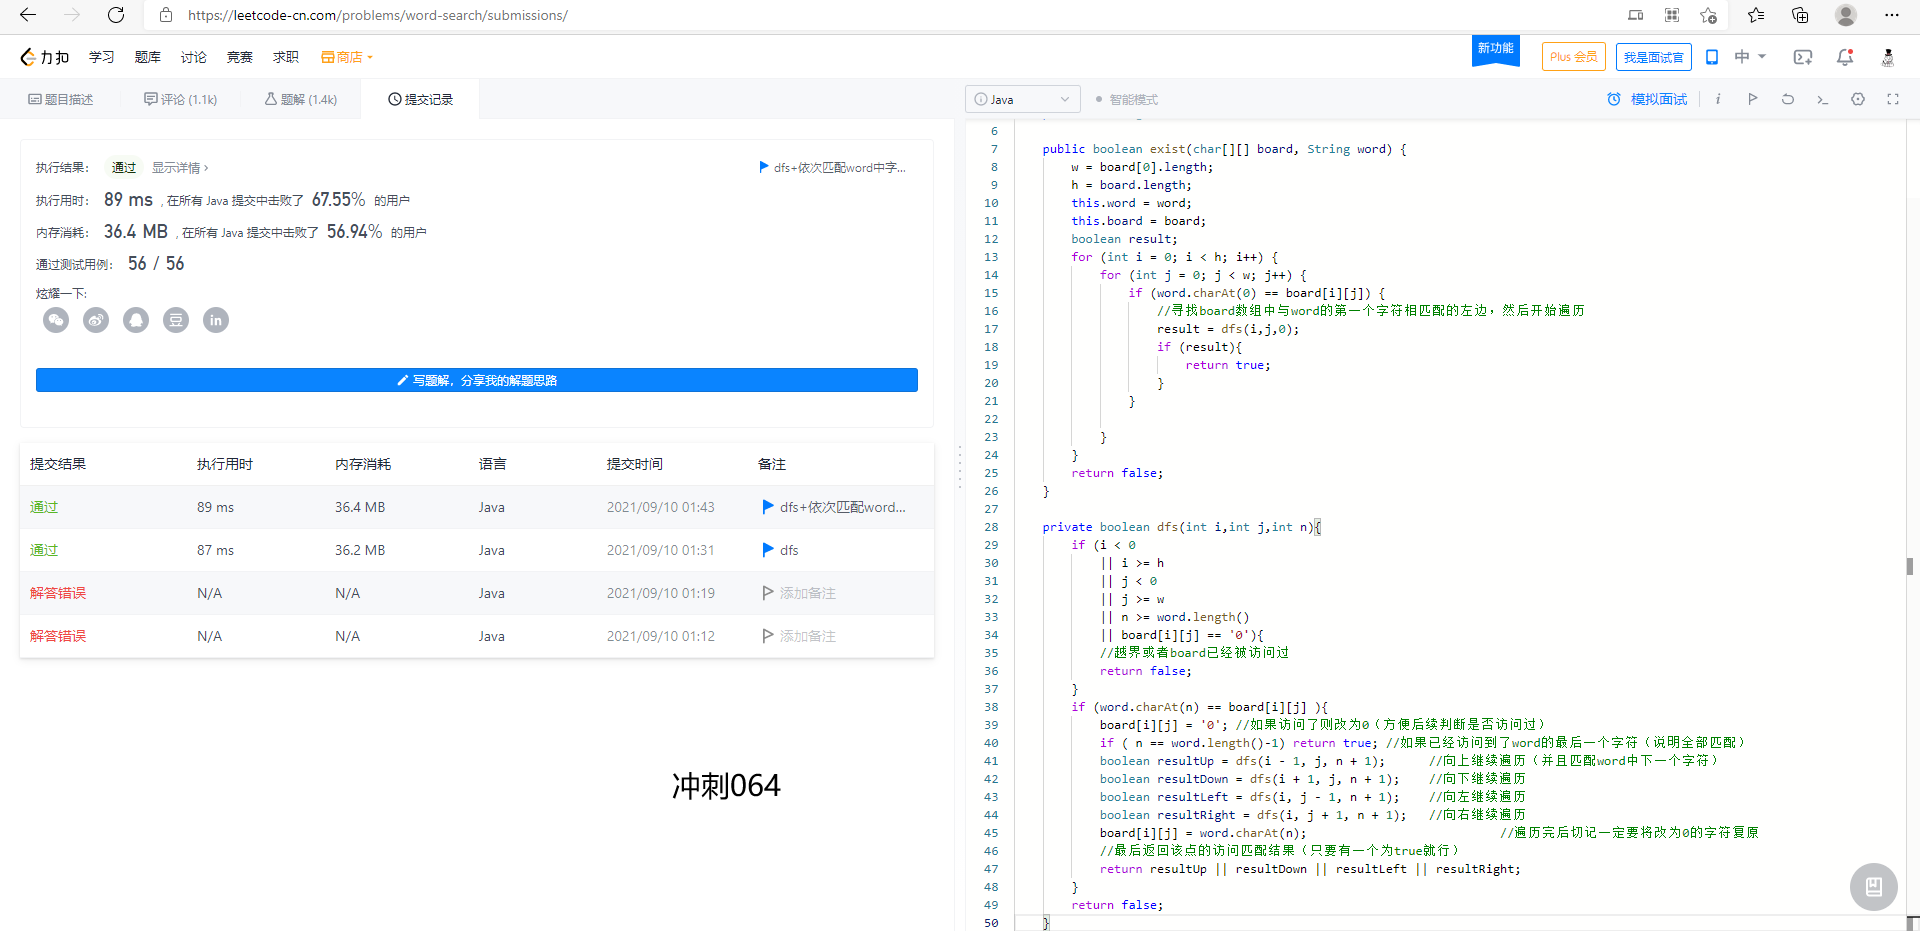 https://leetcode-cn.com/problems/word-search/submissions/
力扣 学习 题库 讨论 竞赛 求职 商店 新功能 Plus 会员 我是面试官 中
题目描述 评论 (1.1k) 题解 (1.4k) 提交记录
执行结果： 通过 显示详情 ›
dfs+依次匹配word中字...
执行用时： 89 ms , 在所有 Java 提交中击败了 67.55% 的用户
内存消耗： 36.4 MB , 在所有 Java 提交中击败了 56.94% 的用户
通过测试用例： 56 / 56
炫耀一下:
豆 in
写题解，分享我的解题思路
提交结果 执行用时 内存消耗 语言 提交时间 备注
通过 89 ms 36.4 MB Java 2021/09/10 01:43 dfs+依次匹配word...
通过 87 ms 36.2 MB Java 2021/09/10 01:31 dfs
解答错误 N/A N/A Java 2021/09/10 01:19 添加备注
解答错误 N/A N/A Java 2021/09/10 01:12 添加备注
冲刺064
Java 智能模式 模拟面试 i
6
7 public boolean exist(char[][] board, String word) {
8 w = board[0].length;
9 h = board.length;
10 this.word = word;
11 this.board = board;
12 boolean result;
13 for (int i = 0; i < h; i++) {
14 for (int j = 0; j < w; j++) {
15 if (word.charAt(0) == board[i][j]) {
16 //寻找board数组中与word的第一个字符相匹配的左边，然后开始遍历
17 result = dfs(i,j,0);
18 if (result){
19 return true;
20 }
21 }
22
23 }
24 }
25 return false;
26 }
27
28 private boolean dfs(int i,int j,int n){
29 if (i < 0
30 || i >= h
31 || j < 0
32 || j >= w
33 || n >= word.length()
34 || board[i][j] == '0'){
35 //越界或者board已经被访问过
36 return false;
37 }
38 if (word.charAt(n) == board[i][j] ){
39 board[i][j] = '0'; //如果访问了则改为0（方便后续判断是否访问过）
40 if ( n == word.length()-1) return true; //如果已经访问到了word的最后一个字符（说明全部匹配）
41 boolean resultUp = dfs(i - 1, j, n + 1); //向上继续遍历（并且匹配word中下一个字符）
42 boolean resultDown = dfs(i + 1, j, n + 1); //向下继续遍历
43 boolean resultLeft = dfs(i, j - 1, n + 1); //向左继续遍历
44 boolean resultRight = dfs(i, j + 1, n + 1); //向右继续遍历
45 board[i][j] = word.charAt(n); //遍历完后切记一定要将改为0的字符复原
46 //最后返回该点的访问匹配结果（只要有一个为true就行）
47 return resultUp || resultDown || resultLeft || resultRight;
48 }
49 return false;
50 }